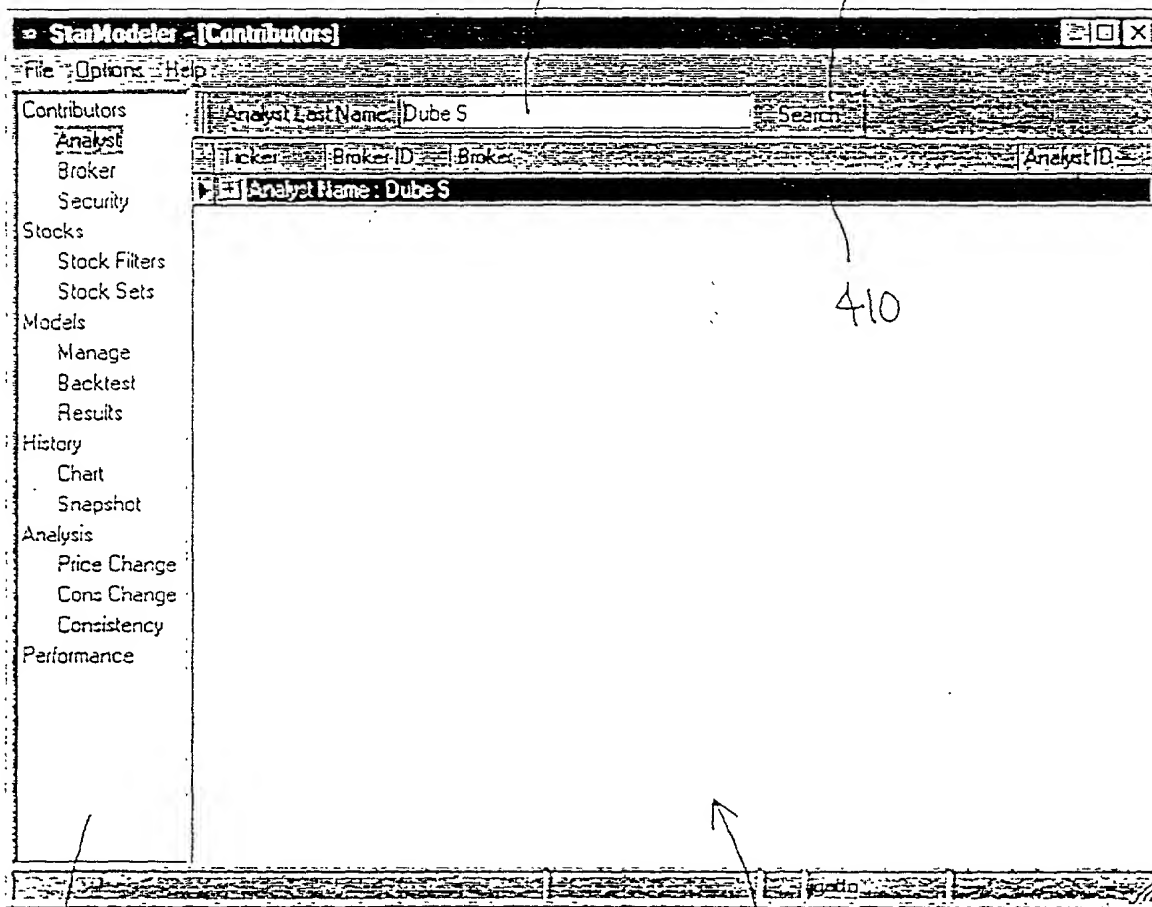 StarModeler - [Contributors]
File Options Help
Contributors
Analyst
Broker
Security
Stocks
Stock Filters
Stock Sets
Models
Manage
Backtest
Results
History
Chart
Snapshot
Analysis
Price Change
Cons Change
Consistency
Performance
Analyst Last Name: Dube S Search
Ticker Broker ID Broker Analyst ID
Analyst Name : Dube S
410